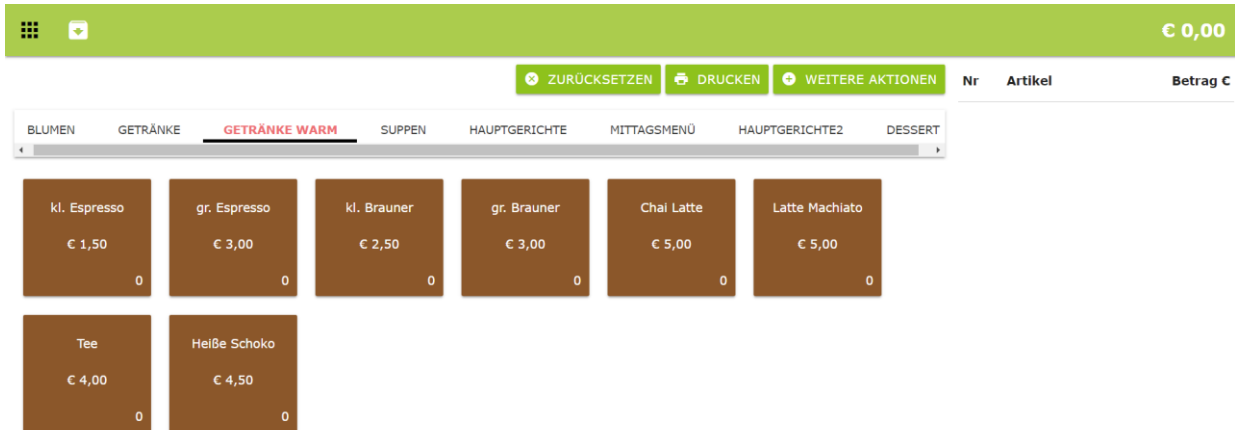 € 0,00
ZURÜCKSETZEN DRUCKEN WEITERE AKTIONEN
Nr Artikel Betrag €
BLUMEN GETRÄNKE GETRÄNKE WARM SUPPEN HAUPTGERICHTE MITTAGSMENÜ HAUPTGERICHTE2 DESSERT
kl. Espresso gr. Espresso kl. Brauner gr. Brauner Chai Latte Latte Machiato
€ 1,50 € 3,00 € 2,50 € 3,00 € 5,00 € 5,00
0 0 0 0 0 0
Tee Heiße Schoko
€ 4,00 € 4,50
0 0